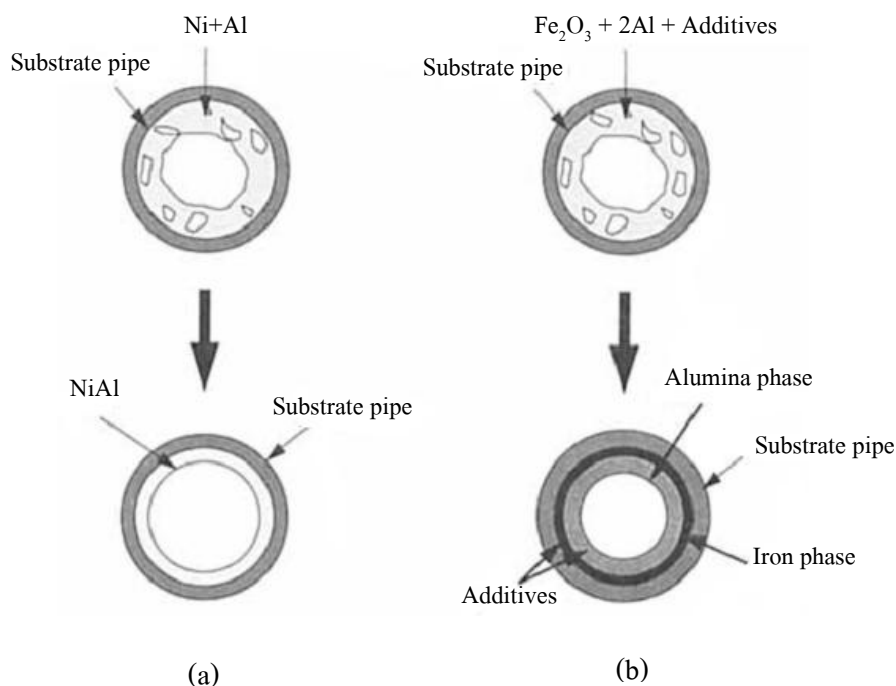 Ni+Al
Substrate pipe
NiAl
Substrate pipe
(a)
Fe2O3 + 2Al + Additives
Substrate pipe
Alumina phase
Substrate pipe
Iron phase
Additives
(b)